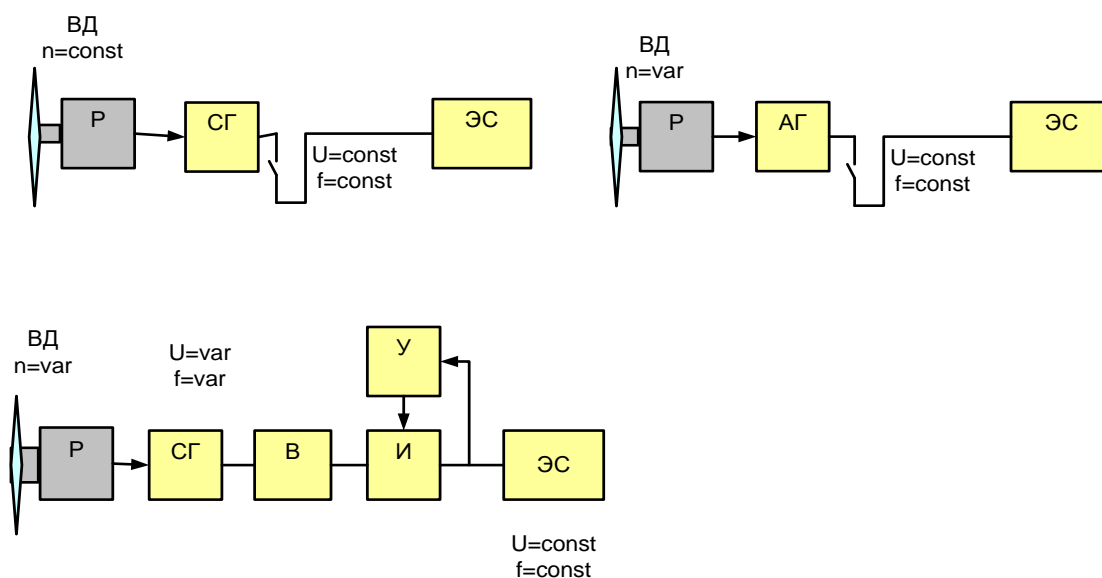 ВД
n=const
Р
СГ
ЭС
U=const
f=const
ВД
n=var
Р
АГ
ЭС
U=const
f=const
ВД
n=var
U=var
f=var
У
Р
СГ
В
И
ЭС
U=const
f=const